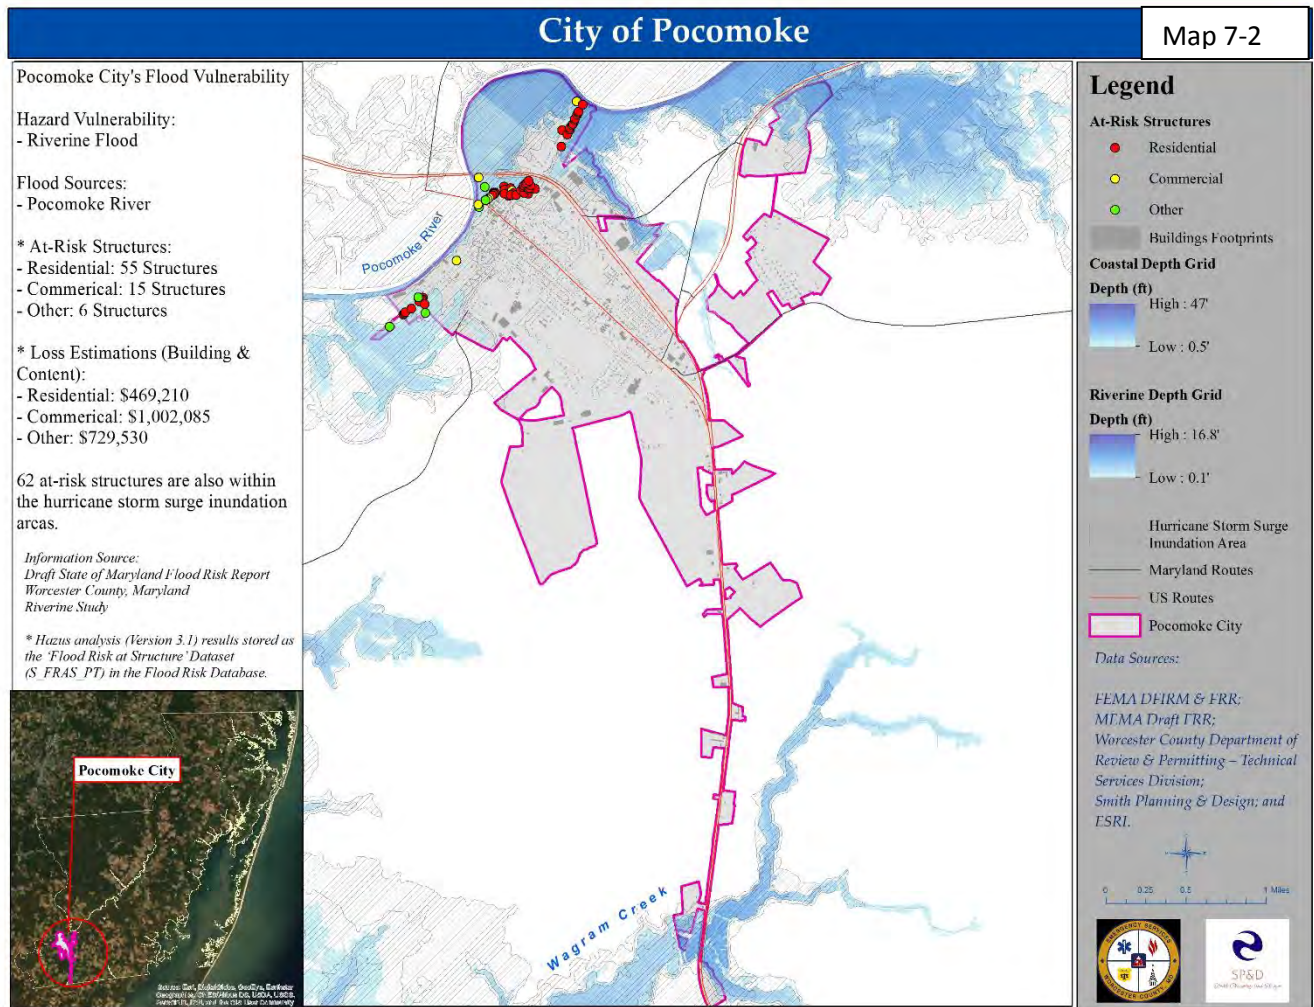 City of Pocomoke
Map 7-2
Pocomoke City's Flood Vulnerability
Hazard Vulnerability:
- Riverine Flood
Flood Sources:
- Pocomoke River
* At-Risk Structures:
- Residential: 55 Structures
- Commerical: 15 Structures
- Other: 6 Structures
* Loss Estimations (Building &
Content):
- Residential: $469,210
- Commerical: $1,002,085
- Other: $729,530
62 at-risk structures are also within
the hurricane storm surge inundation
arcas.
Information Source:
Draft State of Maryland Flood Risk Report
Worcester County, Maryland
Riverine Study
* Hazus analysis (Version 3.1) results stored as
the 'Flood Risk at Structure' Dataset
(S_FRAS_PT) in the Flood Risk Database.
Pocomoke City
Pocomoke River
Wagram Creek
Legend
At-Risk Structures
Residential
Commercial
Other
Buildings Footprints
Coastal Depth Grid
Depth (ft)
High : 47'
Low : 0.5'
Riverine Depth Grid
Depth (ft)
High : 16.8'
Low : 0.1'
Hurricane Storm Surge
Inundation Area
Maryland Routes
US Routes
Pocomoke City
Data Sources:
FEMA DFIRM & FRR;
MEMA Draft FRR;
Worcester County Department of
Review & Permitting – Technical
Services Division;
Smith Planning & Design; and
ESRI.
0 0.25 0.5 1 Miles
EMERGENCY SERVICES
WORCESTER COUNTY, MD
SP&D